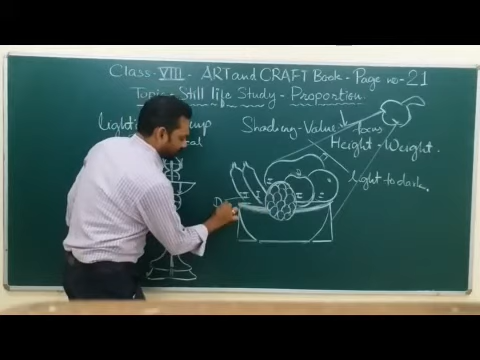 Class-VIII - ART and CRAFT Book - Page no-21
Topic - Still life Study - Proportion
Shading-Value focus
Height-Weight.
light to dark.
D